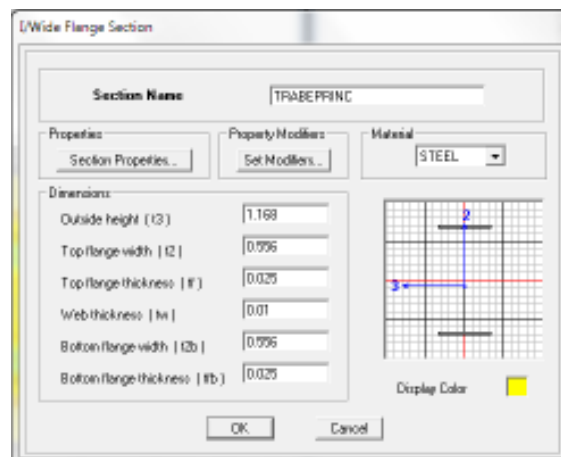 I/Wide Flange Section
Section Name TRABEPRINC
Properties Property Modifiers Material
Section Properties... Set Modifiers... STEEL
Dimensions
Outside height ( t3 ) 1.168
Top flange width ( t2 ) 0.556
Top flange thickness ( tf ) 0.025
Web thickness ( tw ) 0.01
Bottom flange width ( t2b ) 0.556
Bottom flange thickness ( tfb ) 0.025
2
3
Display Color
OK Cancel